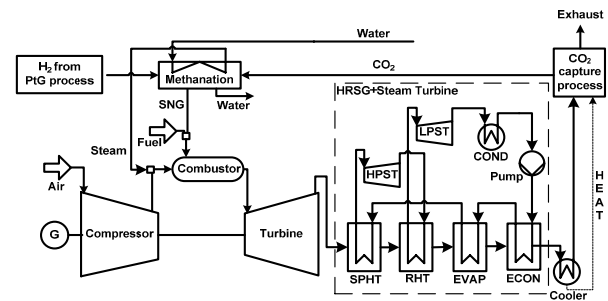 Exhaust
Water
H2 from
PtG process
Methanation
CO2
CO2
capture
process
SNG
Water
HRSG+Steam Turbine
Fuel
LPST
Steam
COND
Combustor
HPST
Pump
Air
HEAT
G
Compressor
Turbine
SPHT
RHT
EVAP
ECON
Cooler